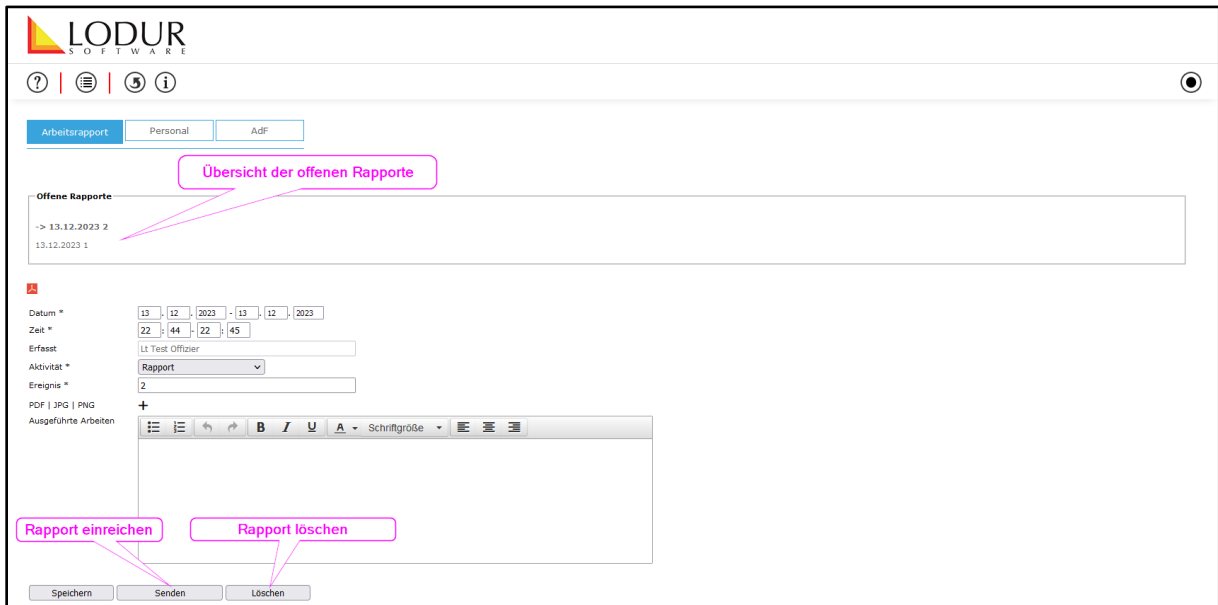 LODUR
SOFTWARE
Arbeitsrapport Personal AdF
Übersicht der offenen Rapporte
Offene Rapporte
-> 13.12.2023 2
13.12.2023 1
Datum * 13 . 12 . 2023 - 13 . 12 . 2023
Zeit * 22 : 44 - 22 : 45
Erfasst Lt Test Offizier
Aktivität * Rapport
Ereignis * 2
PDF | JPG | PNG +
Ausgeführte Arbeiten B I U A Schriftgröße
Rapport einreichen Rapport löschen
Speichern Senden Löschen